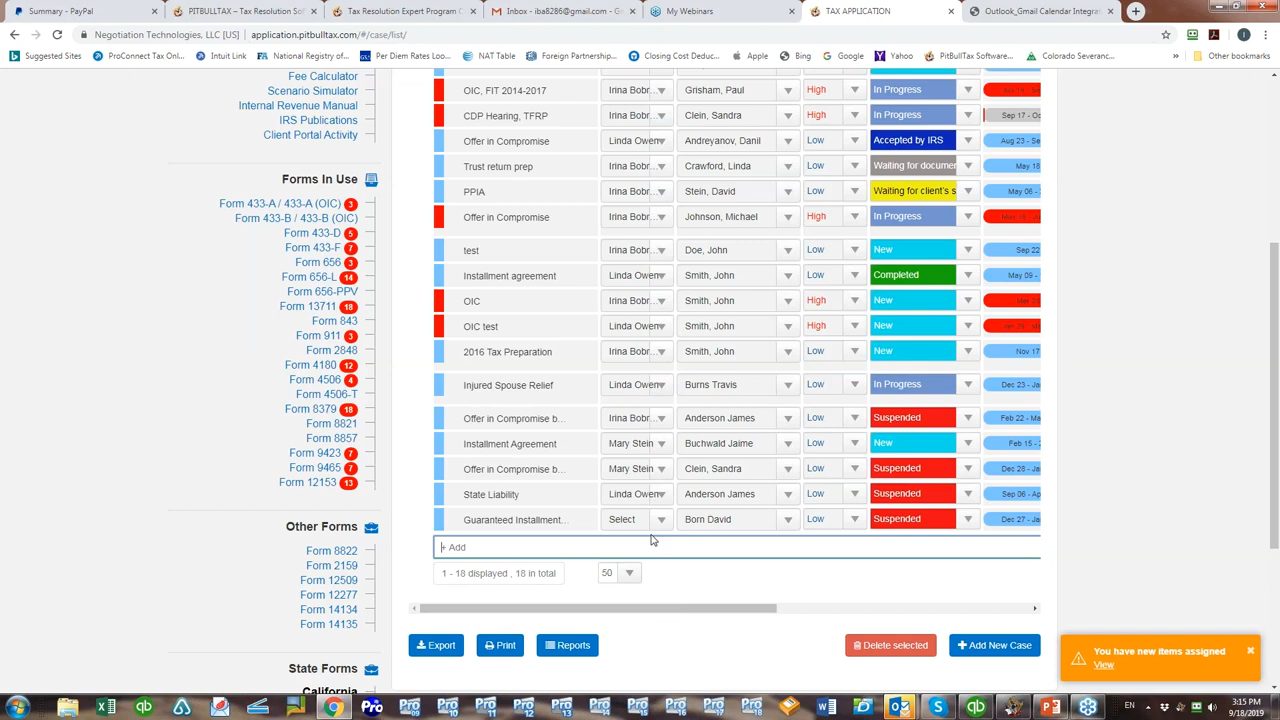 Summary - PayPal
PITBULLTAX – Tax Resolution Sof
Tax Resolution Expert Program C
Inbox - iba8286@gmail.com - G
My Webinars
TAX APPLICATION
Outlook_Gmail Calendar Integrat
Negotiation Technologies, LLC [US]
application.pitbulltax.com/#/case/list/
Suggested Sites
ProConnect Tax Onl...
Intuit Link
National Registry of...
Per Diem Rates Loo...
NAT Table
Foreign Partnership...
Closing Cost Deduc...
Apple
Bing
Google
Yahoo
PitBullTax Software...
Colorado Severanc...
»
Other bookmarks
Fee Calculator
Scenario Simulator
Internal Revenue Manual
IRS Publications
Client Portal Activity
Forms In Use
Form 433-A / 433-A (OIC) 3
Form 433-B / 433-B (OIC)
Form 433-D 5
Form 433-F 7
Form 656 3
Form 656-L 14
Form 656-PPV
Form 13711 18
Form 843
Form 911 3
Form 2848
Form 4180 12
Form 4506 4
Form 4506-T
Form 8379 18
Form 8821
Form 8857
Form 9423 7
Form 9465 7
Form 12153 13
Other Forms
Form 8822
Form 2159
Form 12509
Form 12277
Form 14134
Form 14135
State Forms
California
OIC, FIT 2014-2017 Irina Bobr... Grisham, Paul High In Progress
CDP Hearing, TFRP Irina Bobr... Clein, Sandra High In Progress Sep 17 - Oc
Offer in Compromise Linda Owen Andreyanov, Danil Low Accepted by IRS Aug 23 - Se
Trust return prep Irina Bobr... Crawford, Linda Low Waiting for documer May 18
PPIA Irina Bobr... Stein, David Low Waiting for client's s May 06 -
Offer in Compromise Irina Bobr... Johnson, Michael High In Progress
test Irina Bobr... Doe, John Low New Sep 22
Installment agreement Linda Owen Smith, John Low Completed May 09 -
OIC Irina Bobr... Smith, John High New
OIC test Linda Owen Smith, John High New
2016 Tax Preparation Irina Bobr... Smith, John Low New Nov 17
Injured Spouse Relief Linda Owen Burns Travis Low In Progress Dec 23 - Ja
Offer in Compromise b... Irina Bobr... Anderson James Low Suspended Feb 22 - Ma
Installment Agreement Mary Stein Buchwald Jaime Low New Feb 15 - 2
Offer in Compromise b... Mary Stein Clein, Sandra Low Suspended Dec 28 - Ja
State Liability Linda Owen Anderson James Low Suspended Sep 06 - Ap
Guaranteed Installment... Select Born David Low Suspended Dec 27 - Ja
+ Add
1 - 18 displayed , 18 in total
50
Export
Print
Reports
Delete selected
+ Add New Case
You have new items assigned
View
EN
3:15 PM
9/18/2019